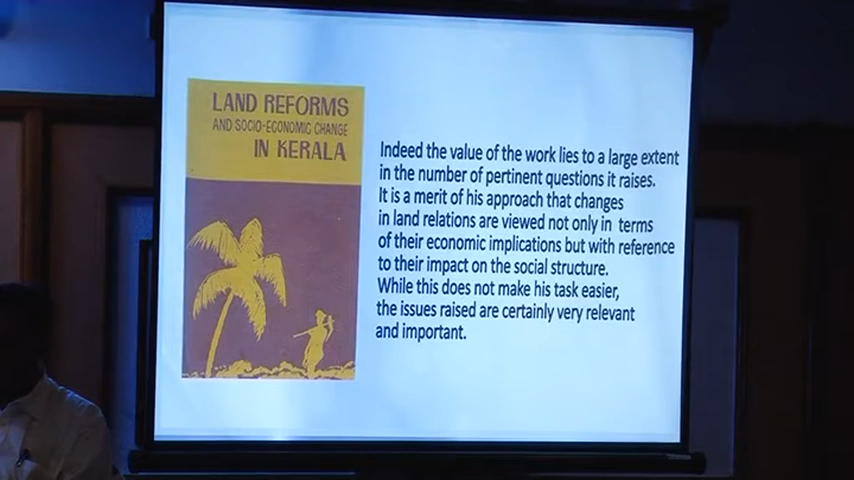 LAND REFORMS
AND SOCIO-ECONOMIC CHANGE
IN KERALA
Indeed the value of the work lies to a large extent
in the number of pertinent questions it raises.
It is a merit of his approach that changes
in land relations are viewed not only in terms
of their economic implications but with reference
to their impact on the social structure.
While this does not make his task easier,
the issues raised are certainly very relevant
and important.